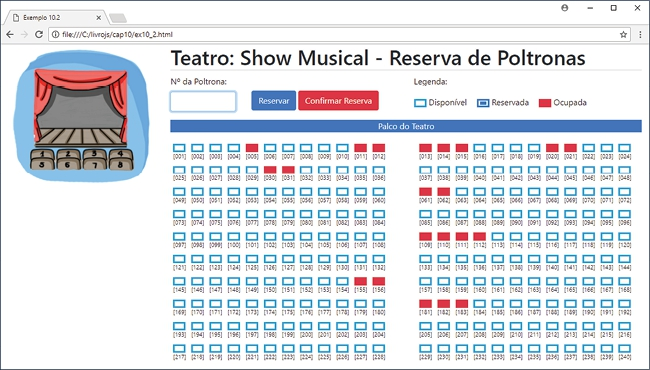 Exemplo 10.2
file:///C:/livrojs/cap10/ex10_2.html
Teatro: Show Musical - Reserva de Poltronas
Nº da Poltrona:
Legenda:
Reservar
Confirmar Reserva
Disponível
Reservada
Ocupada
Palco do Teatro
1 2 3 4
5 6 7 8
[001] [002] [003] [004] [005] [006] [007] [008] [009] [010] [011] [012] [013] [014] [015] [016] [017] [018] [019] [020] [021] [022] [023] [024]
[025] [026] [027] [028] [029] [030] [031] [032] [033] [034] [035] [036] [037] [038] [039] [040] [041] [042] [043] [044] [045] [046] [047] [048]
[049] [050] [051] [052] [053] [054] [055] [056] [057] [058] [059] [060] [061] [062] [063] [064] [065] [066] [067] [068] [069] [070] [071] [072]
[073] [074] [075] [076] [077] [078] [079] [080] [081] [082] [083] [084] [085] [086] [087] [088] [089] [090] [091] [092] [093] [094] [095] [096]
[097] [098] [099] [100] [101] [102] [103] [104] [105] [106] [107] [108] [109] [110] [111] [112] [113] [114] [115] [116] [117] [118] [119] [120]
[121] [122] [123] [124] [125] [126] [127] [128] [129] [130] [131] [132] [133] [134] [135] [136] [137] [138] [139] [140] [141] [142] [143] [144]
[145] [146] [147] [148] [149] [150] [151] [152] [153] [154] [155] [156] [157] [158] [159] [160] [161] [162] [163] [164] [165] [166] [167] [168]
[169] [170] [171] [172] [173] [174] [175] [176] [177] [178] [179] [180] [181] [182] [183] [184] [185] [186] [187] [188] [189] [190] [191] [192]
[193] [194] [195] [196] [197] [198] [199] [200] [201] [202] [203] [204] [205] [206] [207] [208] [209] [210] [211] [212] [213] [214] [215] [216]
[217] [218] [219] [220] [221] [222] [223] [224] [225] [226] [227] [228] [229] [230] [231] [232] [233] [234] [235] [236] [237] [238] [239] [240]